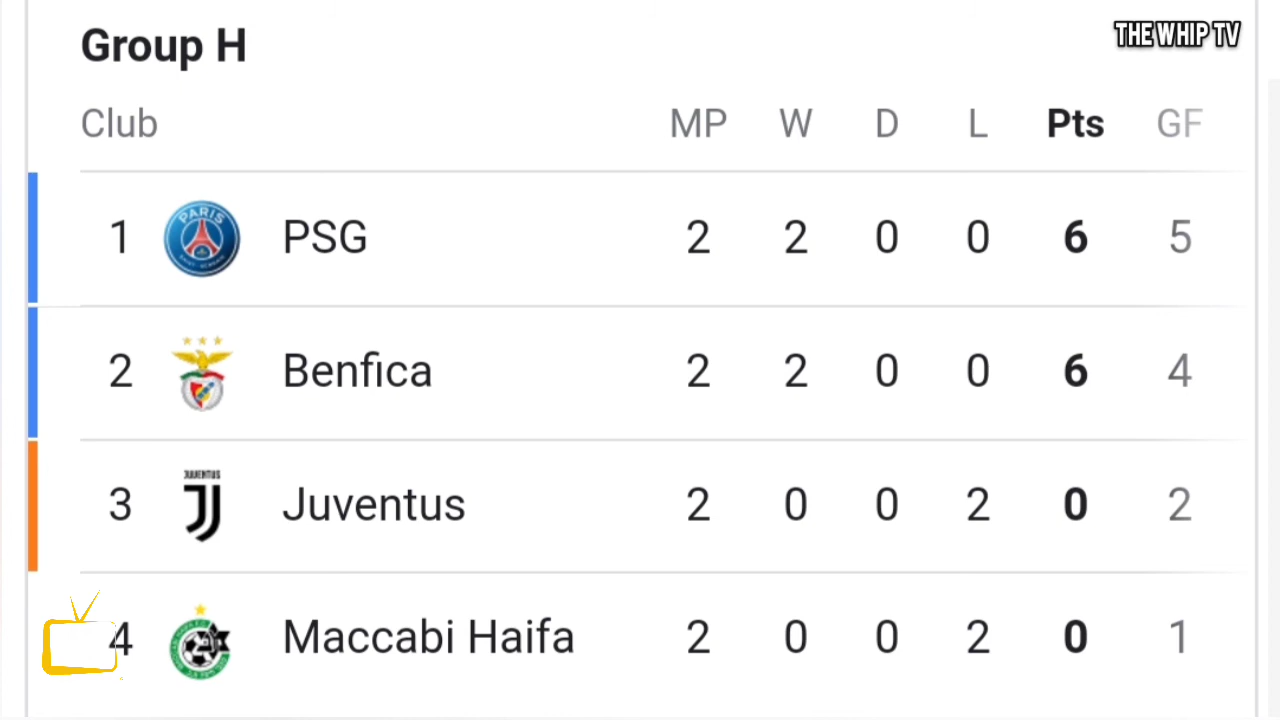 THE WHIP TV
Group H
Club MP W D L Pts GF
1 PARIS PSG 2 2 0 0 6 5
2 Benfica 2 2 0 0 6 4
JUVENTUS
3 Juventus 2 0 0 2 0 2
4 Maccabi Haifa 2 0 0 2 0 1